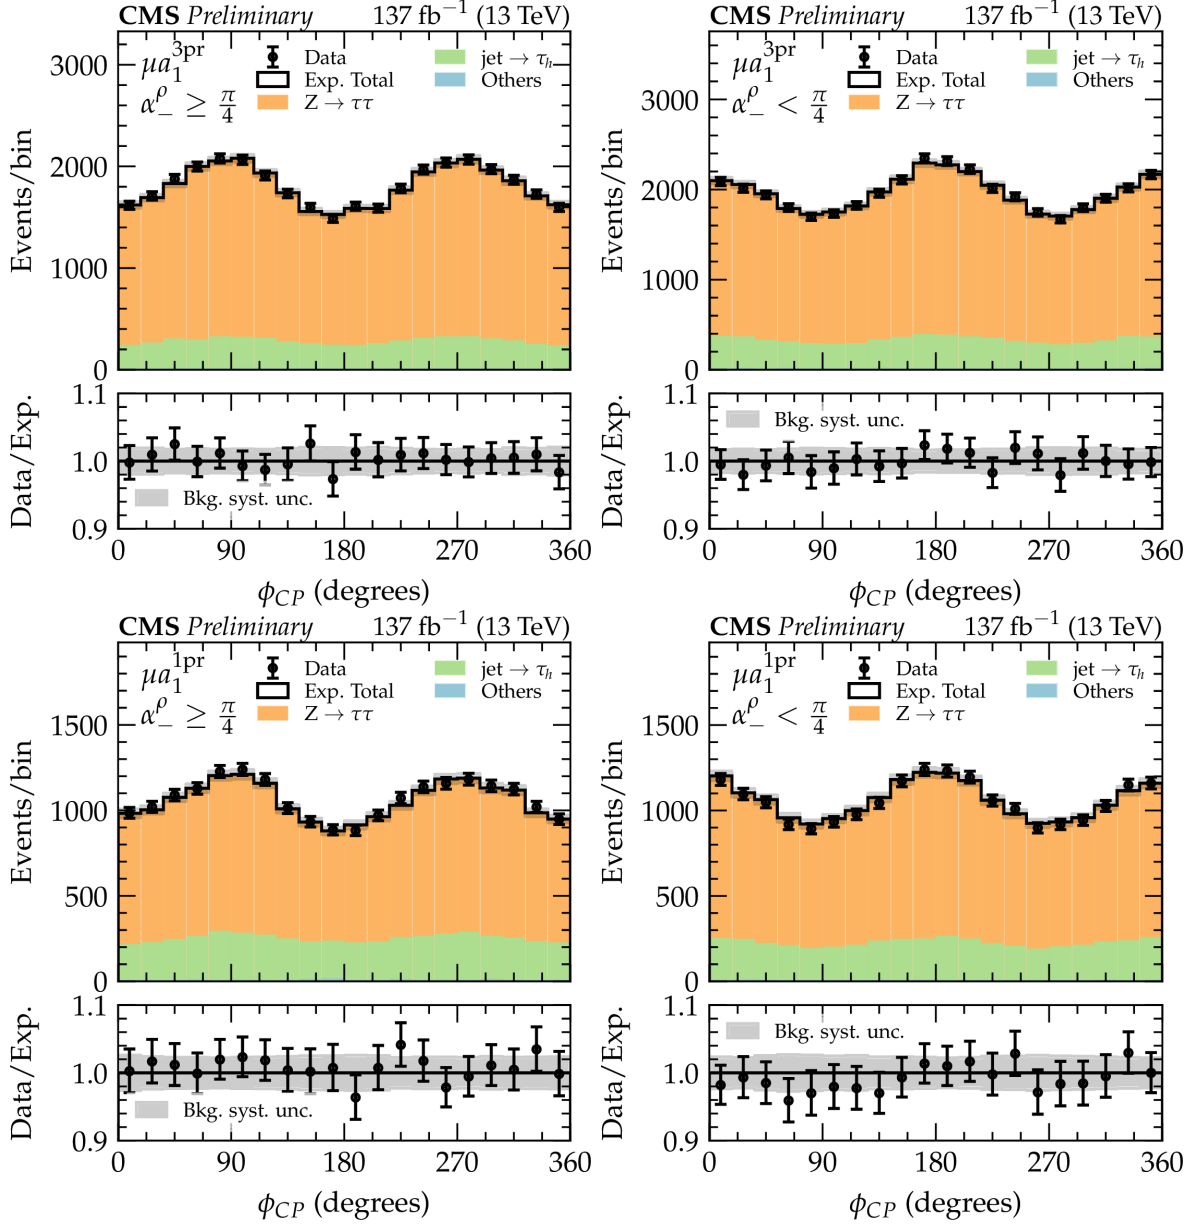 CMS Preliminary 137 fb⁻¹ (13 TeV)
μa₁³ᵖʳ
α₋^ρ ≥ π/4
Data
Exp. Total
Z → ττ
jet → τₕ
Others
Events/bin
3000
2000
1000
0
Data/Exp.
1.1
1.0
0.9
Bkg. syst. unc.
0 90 180 270 360
ϕ_CP (degrees)
CMS Preliminary 137 fb⁻¹ (13 TeV)
μa₁³ᵖʳ
α₋^ρ < π/4
Data
Exp. Total
Z → ττ
jet → τₕ
Others
Events/bin
3000
2000
1000
0
Data/Exp.
1.1
1.0
0.9
Bkg. syst. unc.
0 90 180 270 360
ϕ_CP (degrees)
CMS Preliminary 137 fb⁻¹ (13 TeV)
μa₁¹ᵖʳ
α₋^ρ ≥ π/4
Data
Exp. Total
Z → ττ
jet → τₕ
Others
Events/bin
1500
1000
500
0
Data/Exp.
1.1
1.0
0.9
Bkg. syst. unc.
0 90 180 270 360
ϕ_CP (degrees)
CMS Preliminary 137 fb⁻¹ (13 TeV)
μa₁¹ᵖʳ
α₋^ρ < π/4
Data
Exp. Total
Z → ττ
jet → τₕ
Others
Events/bin
1500
1000
500
0
Data/Exp.
1.1
1.0
0.9
Bkg. syst. unc.
0 90 180 270 360
ϕ_CP (degrees)